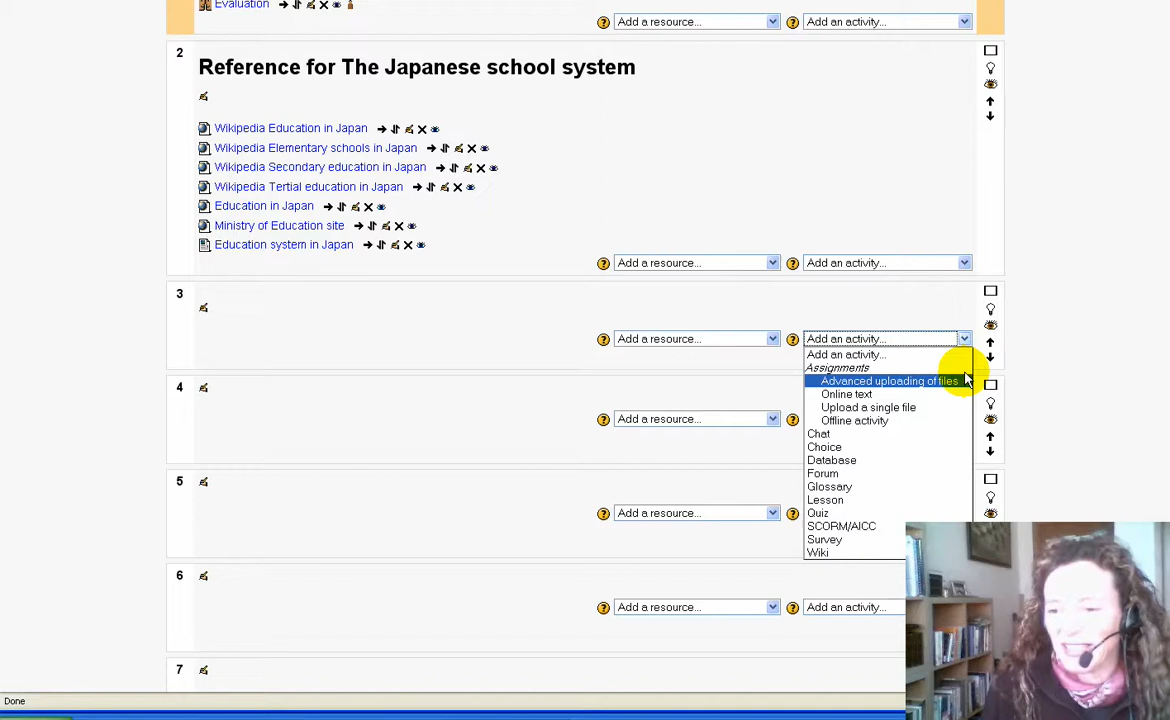 Evaluation
Add a resource... Add an activity...
2
Reference for The Japanese school system
Wikipedia Education in Japan
Wikipedia Elementary schools in Japan
Wikipedia Secondary education in Japan
Wikipedia Tertial education in Japan
Education in Japan
Ministry of Education site
Education system in Japan
Add a resource... Add an activity...
3
Add a resource... Add an activity...
Add an activity...
Assignments
Advanced uploading of files
Online text
Upload a single file
Offline activity
Chat
Choice
Database
Forum
Glossary
Lesson
Quiz
SCORM/AICC
Survey
Wiki
4
Add a resource...
5
Add a resource...
6
Add a resource... Add an activity...
7
Done